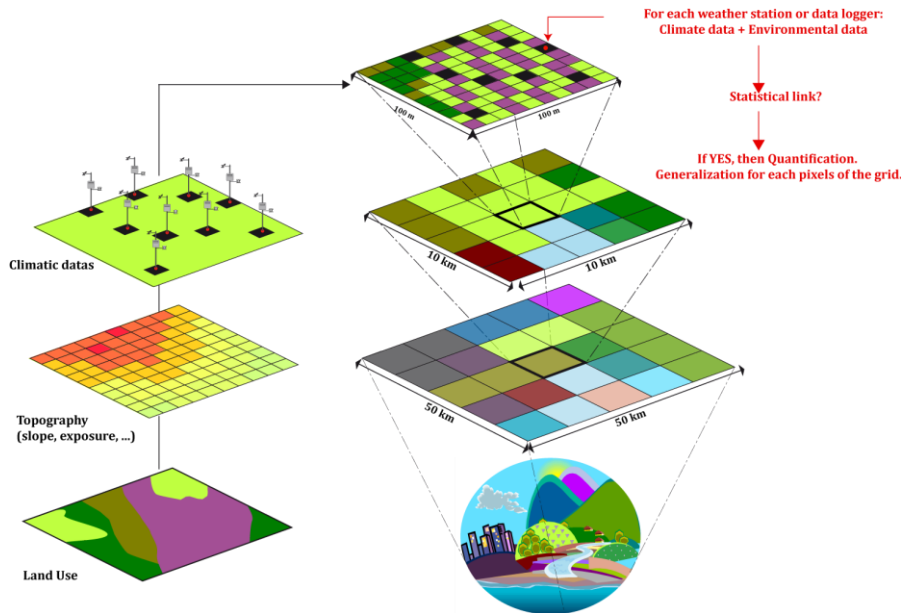 For each weather station or data logger:
Climate data + Environmental data
Statistical link?
If YES, then Quantification.
Generalization for each pixels of the grid.
100 m
100 m
Climatic datas
10 km
10 km
Topography
(slope, exposure, ...)
50 km
50 km
Land Use